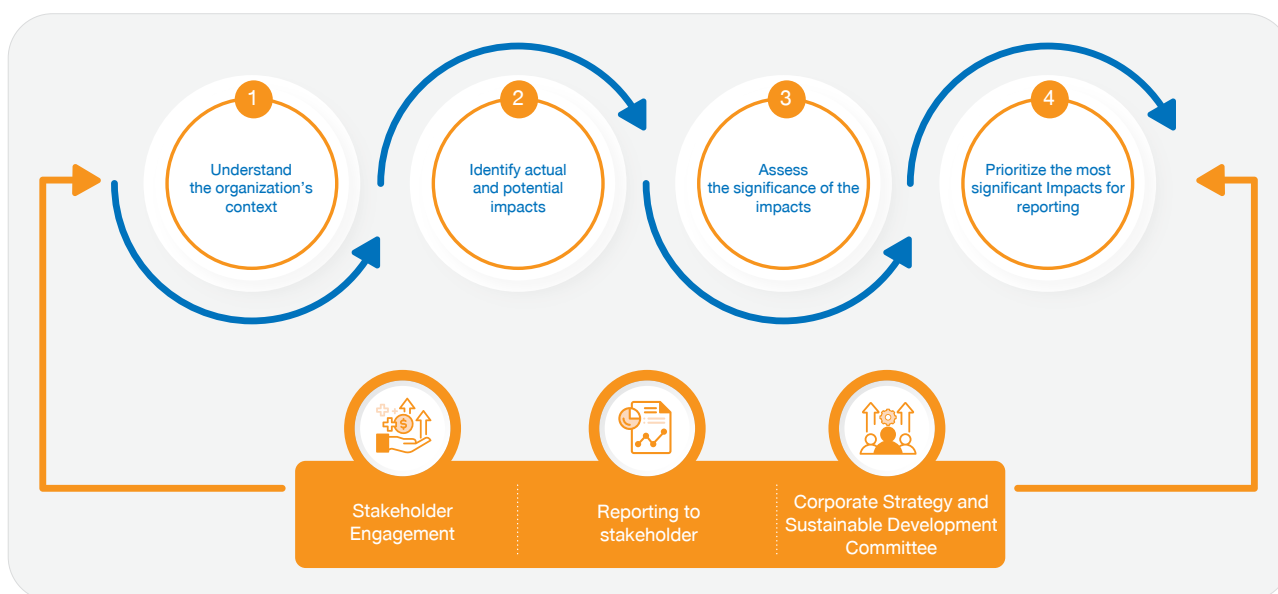 1
Understand
the organization's
context
2
Identify actual
and potential
impacts
3
Assess
the significance of the
impacts
4
Prioritize the most
significant Impacts for
reporting
$
Stakeholder
Engagement
Reporting to
stakeholder
Corporate Strategy and
Sustainable Development
Committee